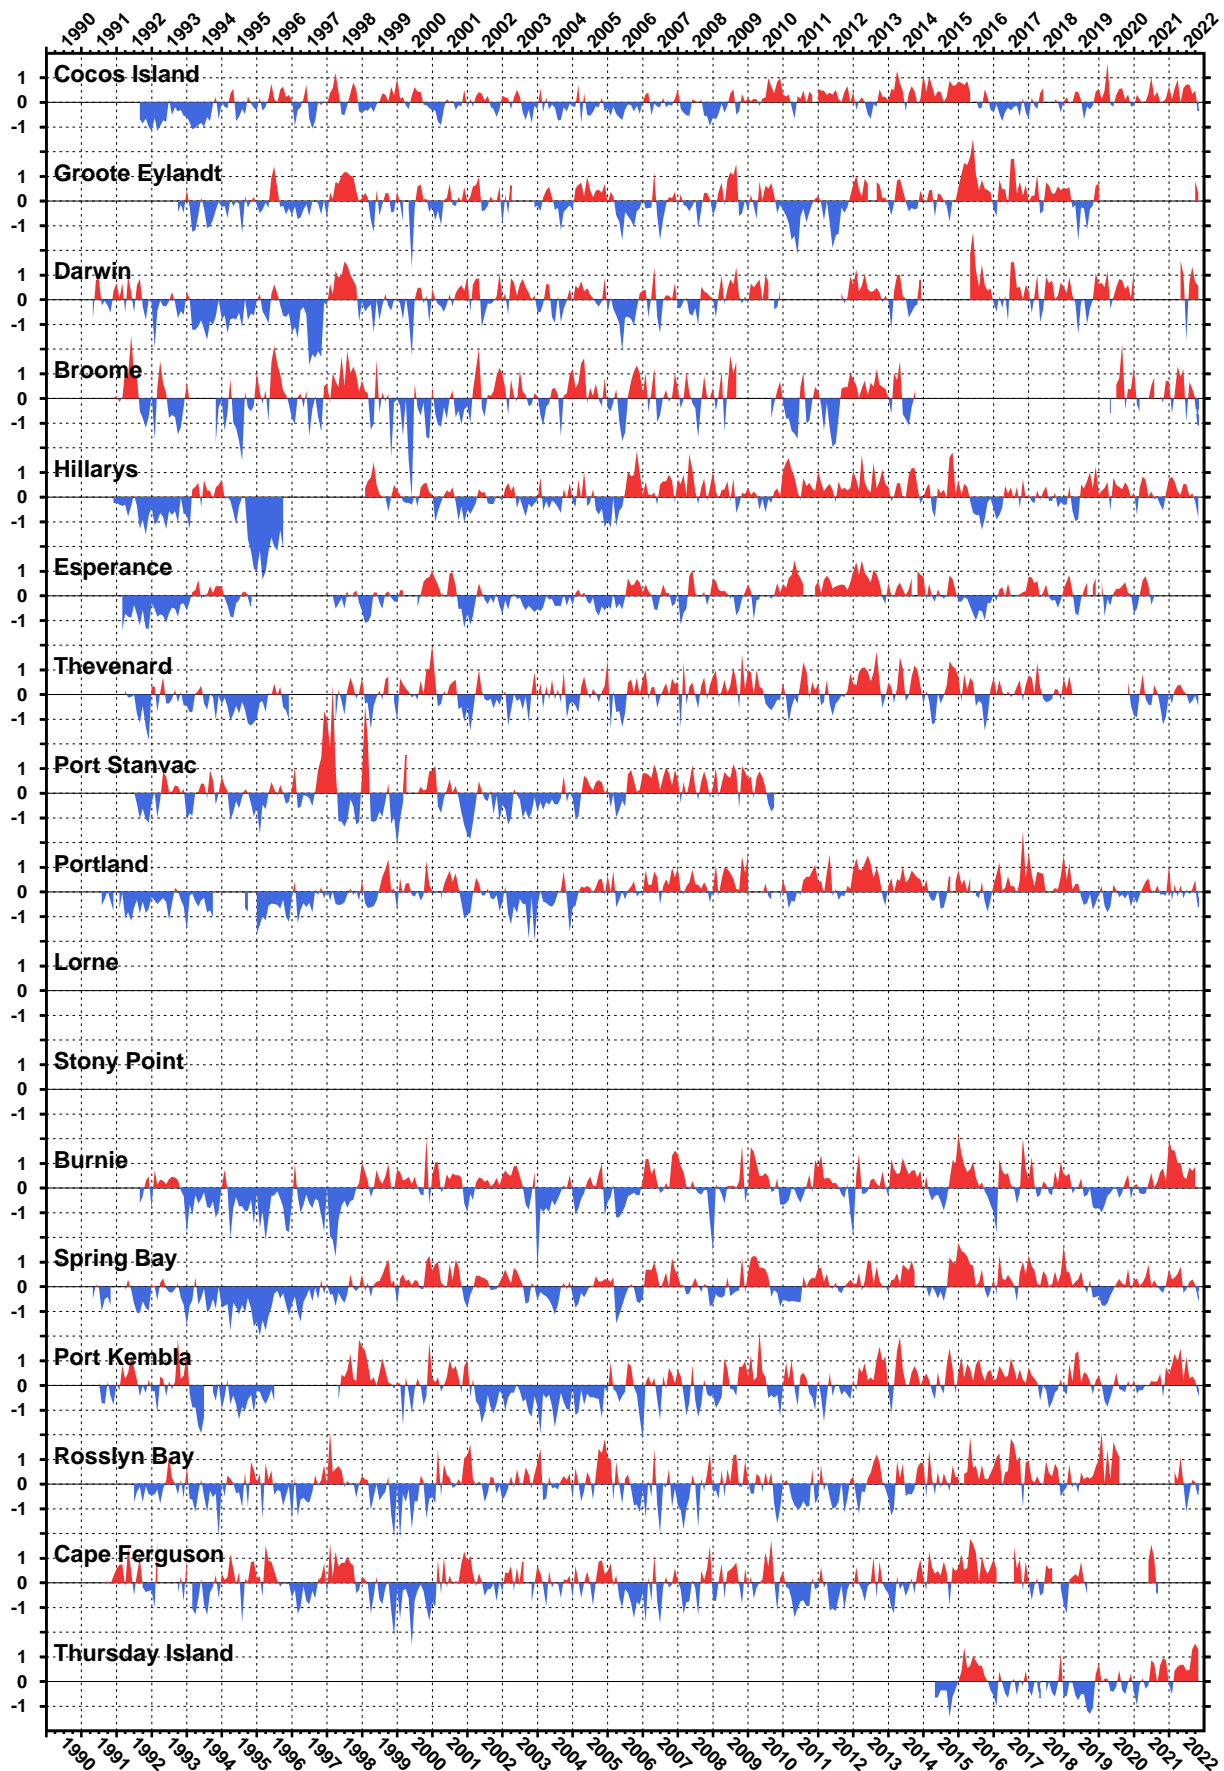 1990 1991 1992 1993 1994 1995 1996 1997 1998 1999 2000 2001 2002 2003 2004 2005 2006 2007 2008 2009 2010 2011 2012 2013 2014 2015 2016 2017 2018 2019 2020 2021 2022
1 Cocos Island
0
-1
1 Groote Eylandt
0
-1
1 Darwin
0
-1
1 Broome
0
-1
1 Hillarys
0
-1
1 Esperance
0
-1
1 Thevenard
0
-1
1 Port Stanvac
0
-1
1 Portland
0
-1
1 Lorne
0
-1
1 Stony Point
0
-1
1 Burnie
0
-1
1 Spring Bay
0
-1
1 Port Kembla
0
-1
1 Rosslyn Bay
0
-1
1 Cape Ferguson
0
-1
1 Thursday Island
0
-1
1990 1991 1992 1993 1994 1995 1996 1997 1998 1999 2000 2001 2002 2003 2004 2005 2006 2007 2008 2009 2010 2011 2012 2013 2014 2015 2016 2017 2018 2019 2020 2021 2022